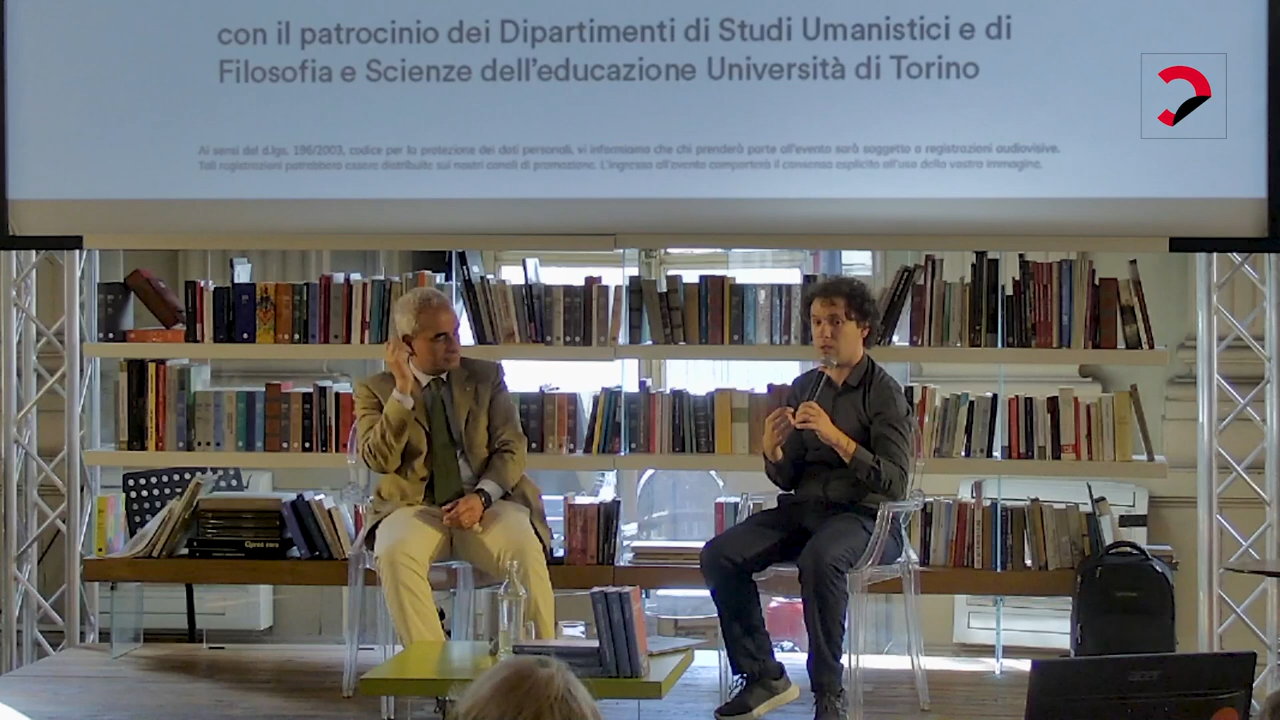 con il patrocinio dei Dipartimenti di Studi Umanistici e di
Filosofia e Scienze dell'educazione Università di Torino
Ai sensi del d.lgs. 196/2003, codice per la protezione dei dati personali, vi informiamo che chi prenderà parte all'evento sarà soggetto a registrazioni audiovisive.
Tali registrazioni potrebbero essere distribuite sui nostri canali di promozione. L'ingresso all'evento comporterà il consenso esplicito all'uso della vostra immagine.
acer